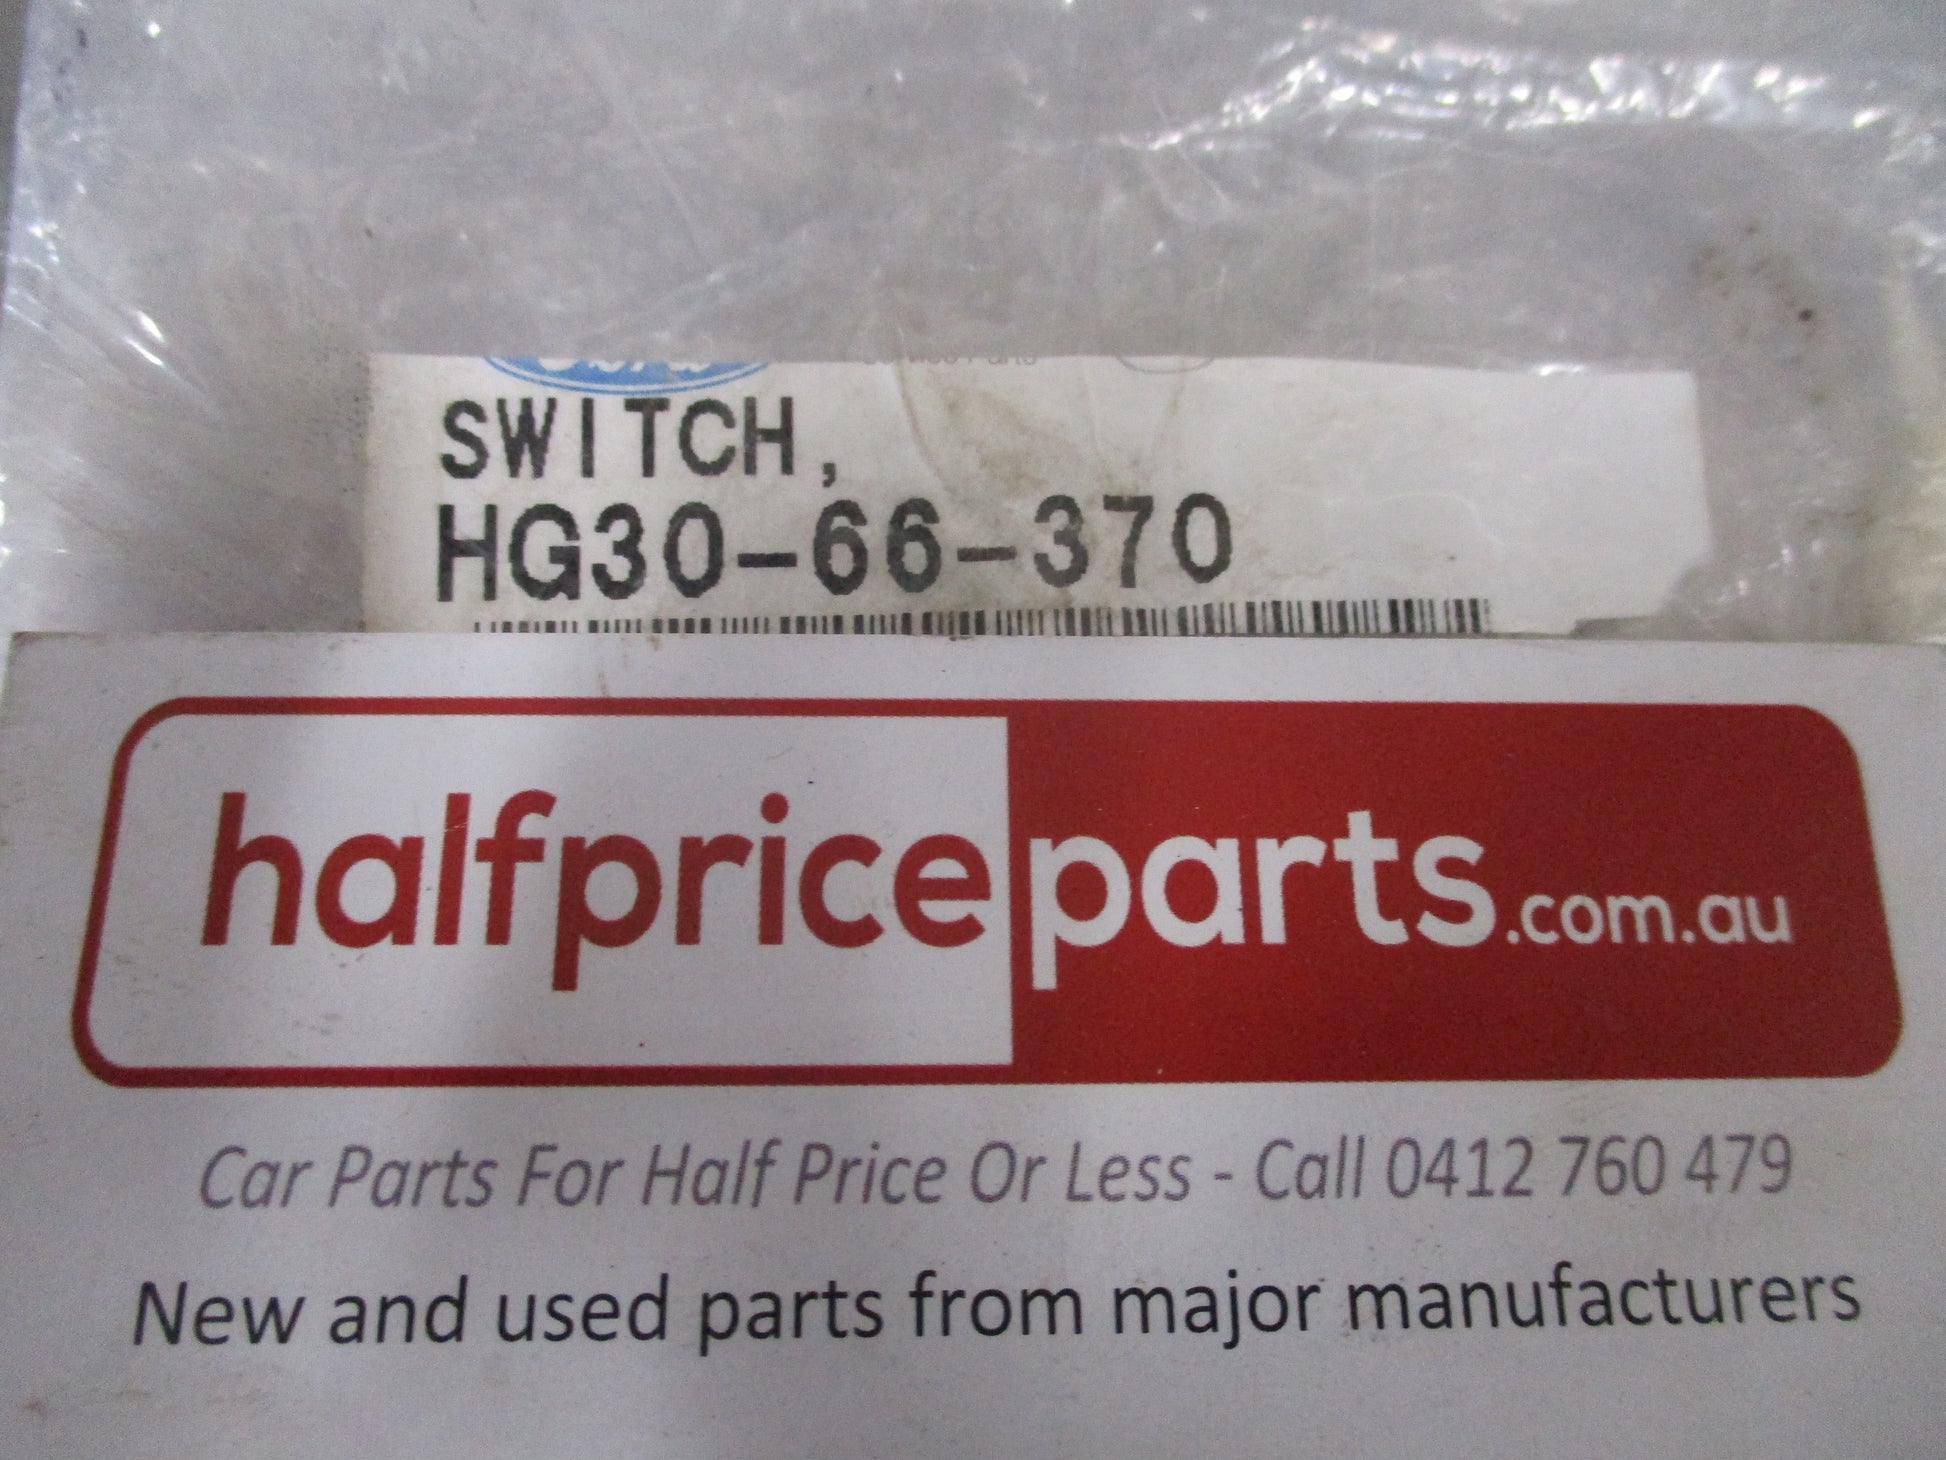 Parts
SWITCH,
HG30-66-370
halfpriceparts.com.au
Car Parts For Half Price Or Less - Call 0412 760 479
New and used parts from major manufacturers